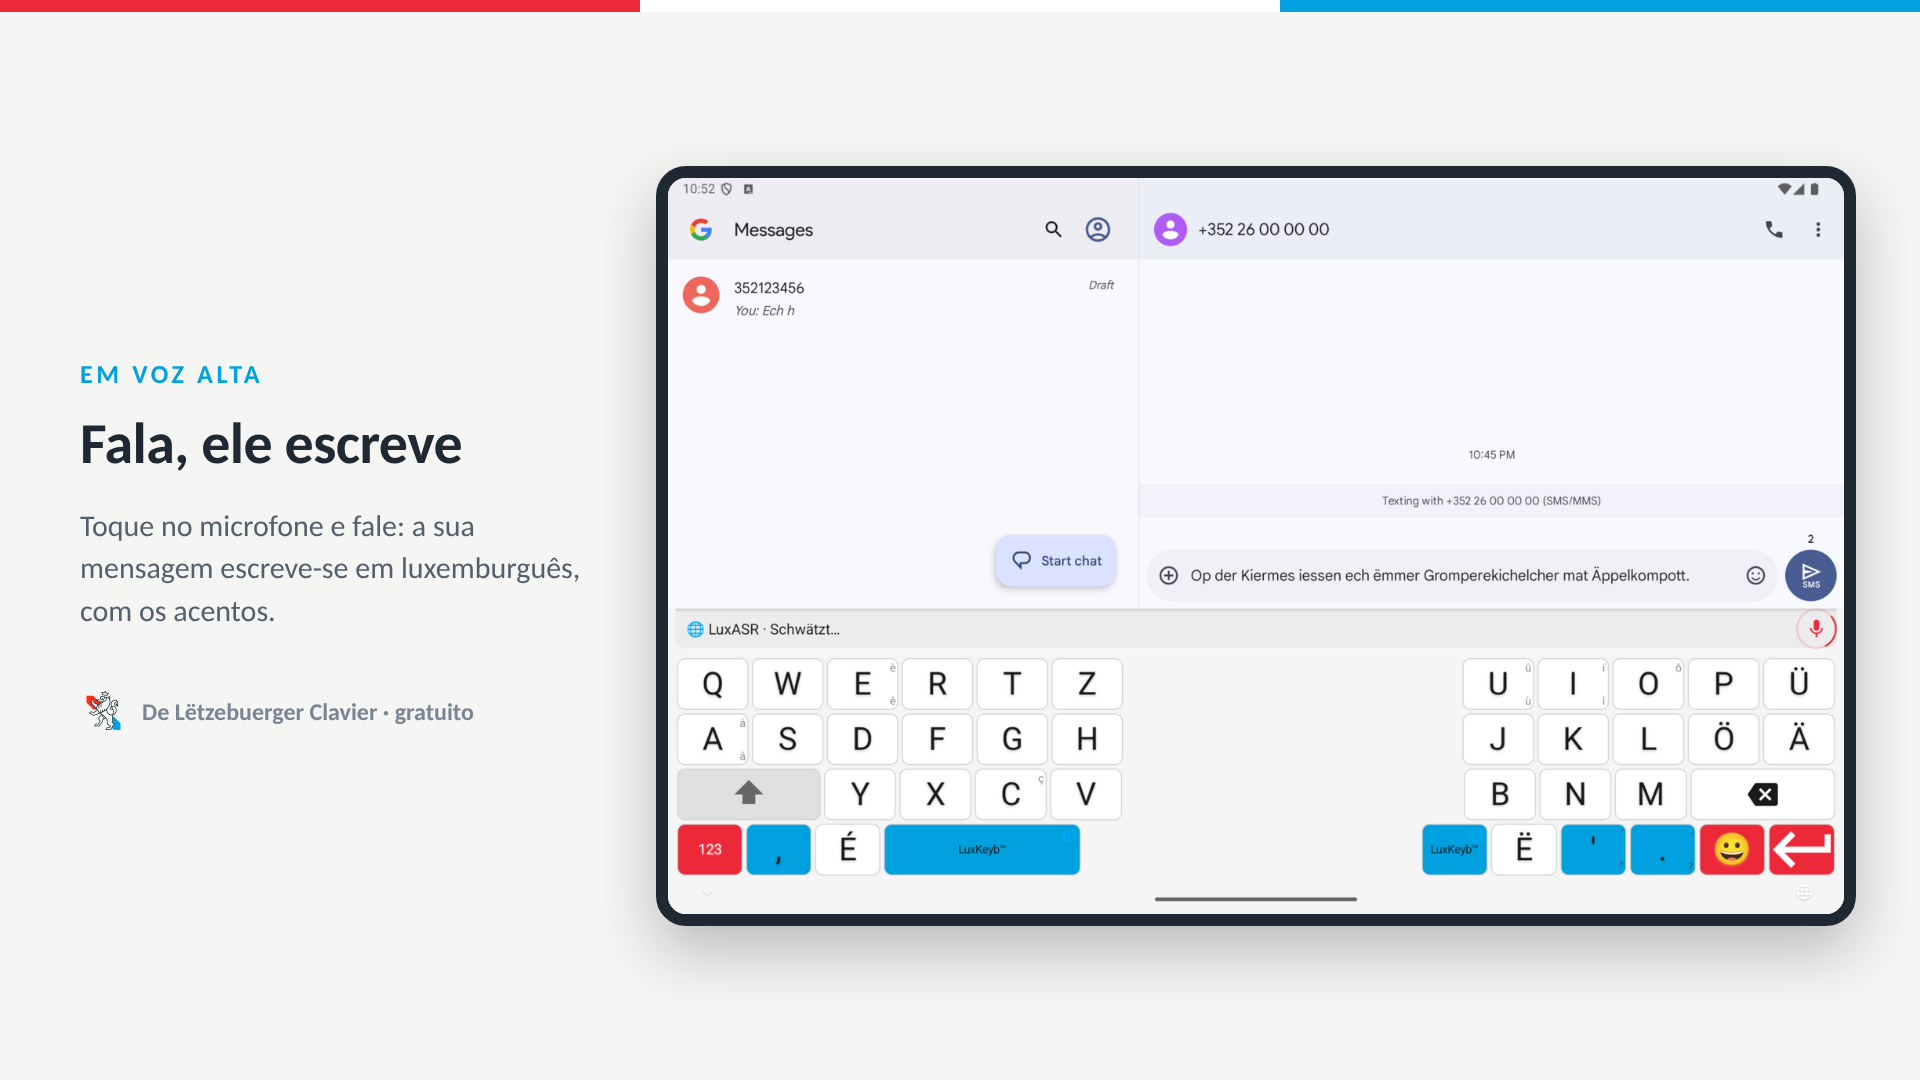 EM VOZ ALTA
Fala, ele escreve
Toque no microfone e fale: a sua
mensagem escreve-se em luxemburguês,
com os acentos.
De Lëtzebuerger Clavier · gratuito
10:52
Messages
352123456
Draft
You: Ech h
Start chat
+352 26 00 00 00
10:45 PM
Texting with +352 26 00 00 00 (SMS/MMS)
2
Op der Kiermes iessen ech ëmmer Gromperekichelcher mat Äppelkompott.
SMS
LuxASR · Schwätzt...
Q W E è ê R T Z U û ù I ï î O ô P Ü
A à â S D F G H J K L Ö Ä
Y X C ç V B N M
123 , É LuxKeyb™ LuxKeyb™ Ë ' .